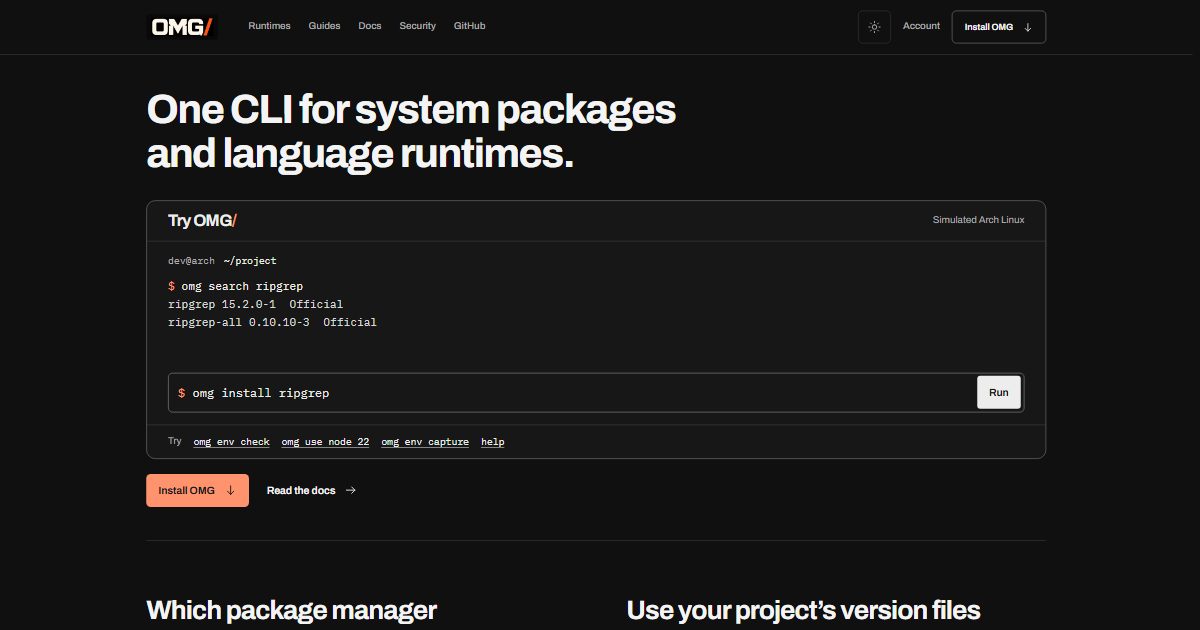 OMG/
Runtimes Guides Docs Security GitHub
Account
Install OMG ↓
One CLI for system packages
and language runtimes.
Try OMG/
Simulated Arch Linux
dev@arch ~/project
$ omg search ripgrep
ripgrep 15.2.0-1 Official
ripgrep-all 0.10.10-3 Official
$ omg install ripgrep
Run
Try omg env check omg use node 22 omg env capture help
Install OMG ↓
Read the docs →
Which package manager
Use your project’s version files